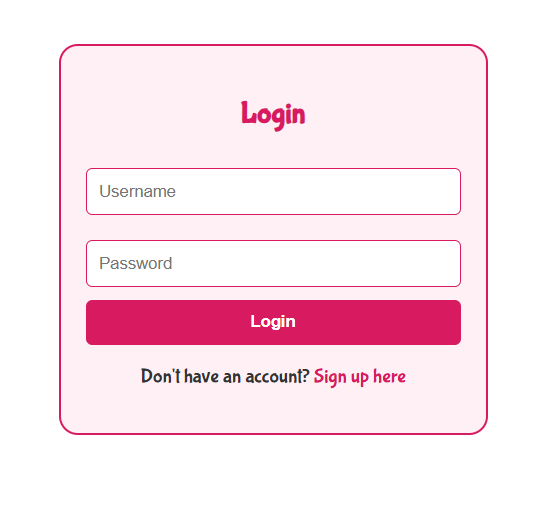 Login
Username
Password
Login
Don't have an account? Sign up here